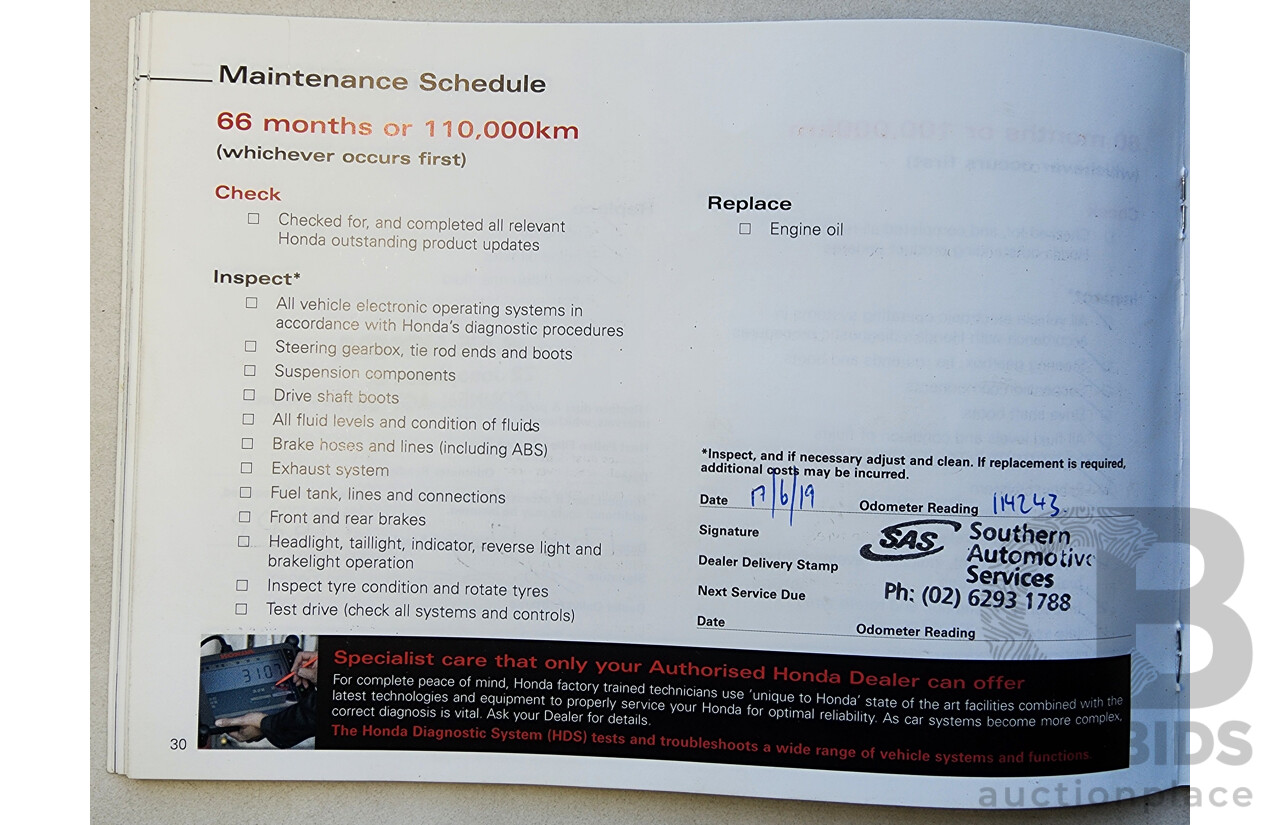 Maintenance Schedule
66 months or 110,000km
(whichever occurs first)
Check
Checked for, and completed all relevant
Honda outstanding product updates
Inspect*
All vehicle electronic operating systems in
accordance with Honda's diagnostic procedures
Steering gearbox, tie rod ends and boots
Suspension components
Drive shaft boots
All fluid levels and condition of fluids
Brake hoses and lines (including ABS)
Exhaust system
Fuel tank, lines and connections
Front and rear brakes
Headlight, taillight, indicator, reverse light and
brakelight operation
Inspect tyre condition and rotate tyres
Test drive (check all systems and controls)
Replace
Engine oil
*Inspect, and if necessary adjust and clean. If replacement is required,
additional costs may be incurred.
Date 17/6/19 Odometer Reading 114243.
Signature
Dealer Delivery Stamp
Next Service Due
Date Odometer Reading
SAS Southern
Automotive
Services
Ph: (02) 6293 1788
HONDA
31.07
Specialist care that only your Authorised Honda Dealer can offer
For complete peace of mind, Honda factory trained technicians use 'unique to Honda' state of the art facilities combined with the
latest technologies and equipment to properly service your Honda for optimal reliability. As car systems become more complex,
correct diagnosis is vital. Ask your Dealer for details.
The Honda Diagnostic System (HDS) tests and troubleshoots a wide range of vehicle systems and functions.
30
B
BIDS
auctionplace